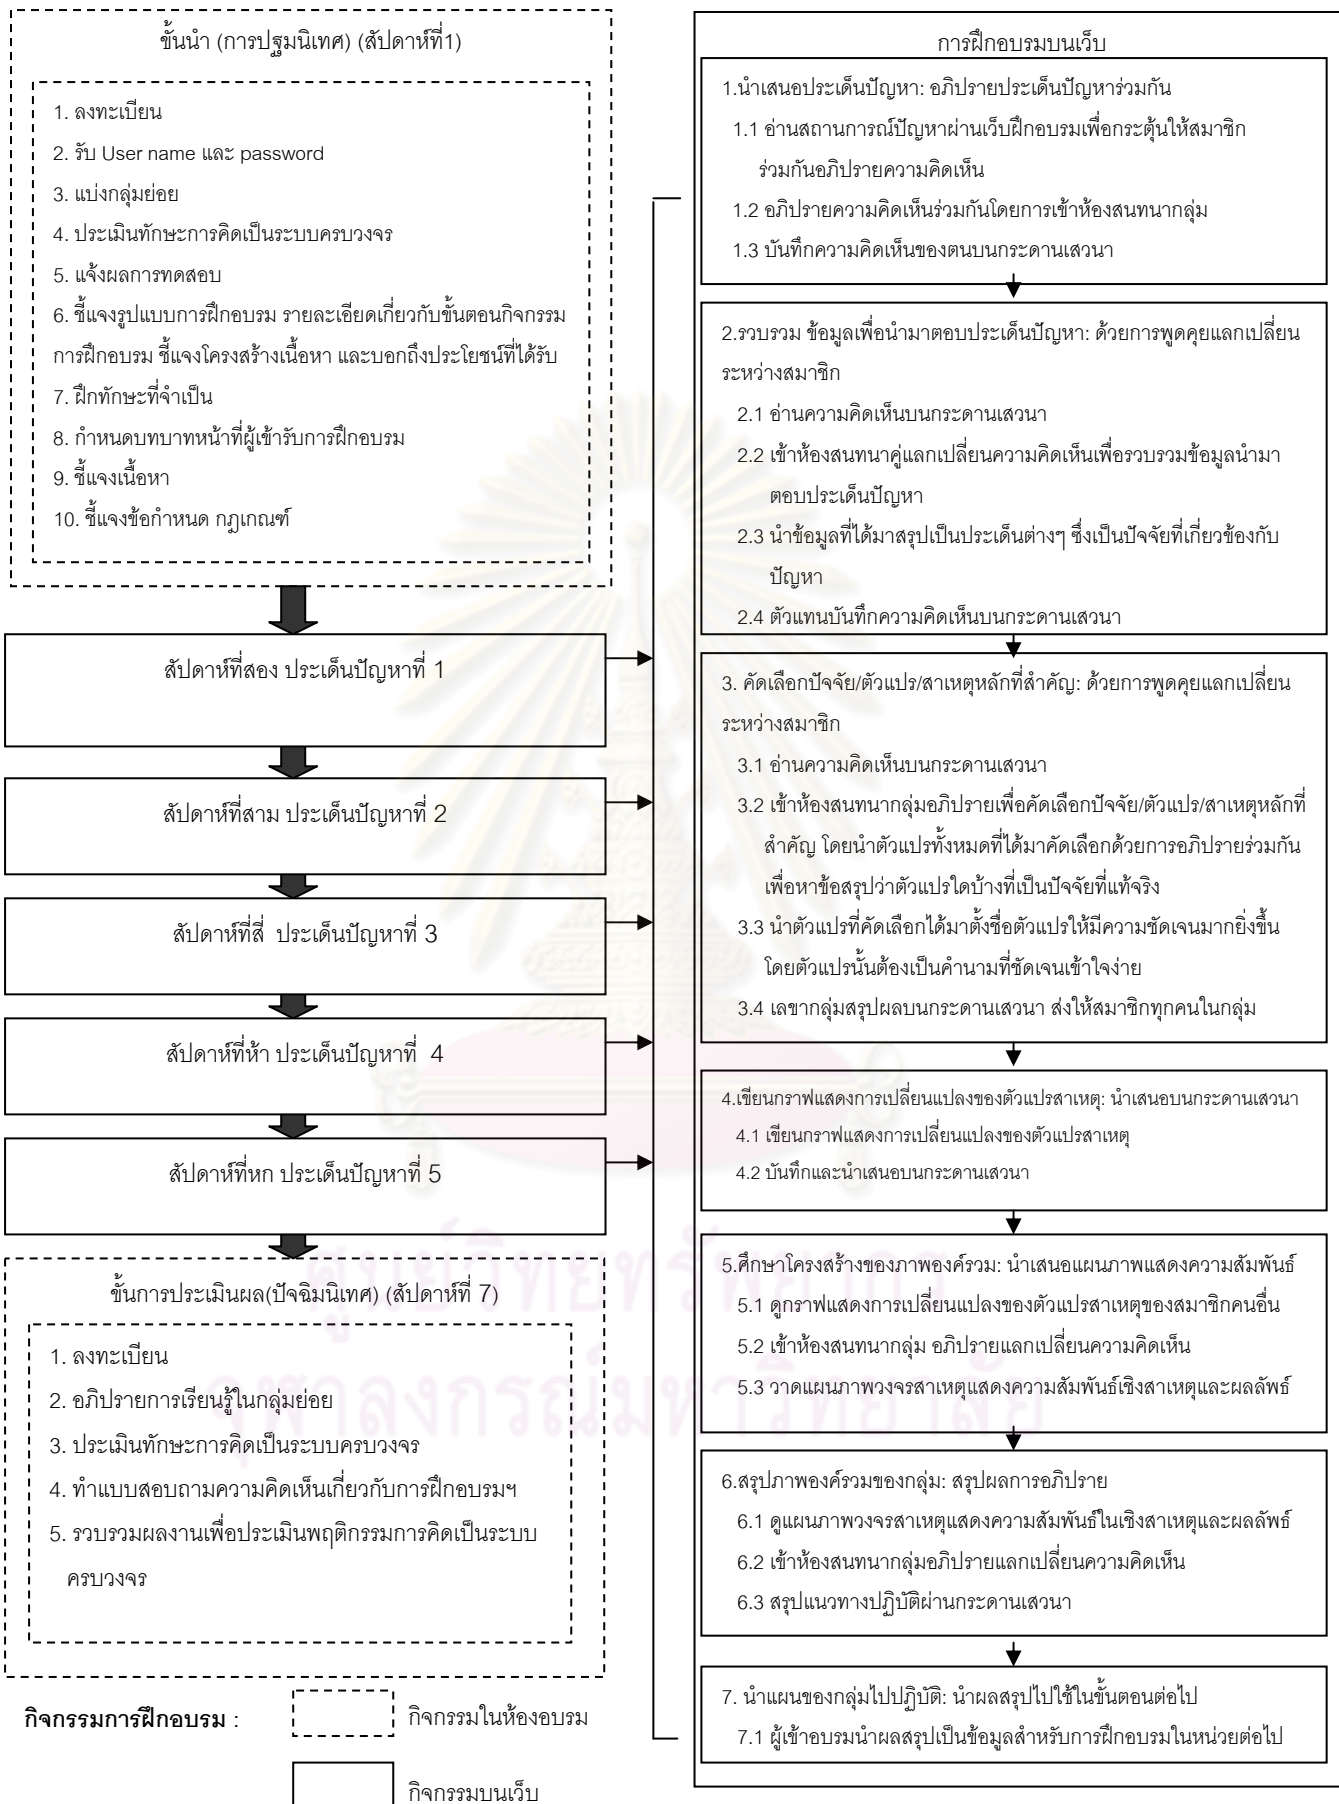 ขั้นนำ (การปฐมนิเทศ) (สัปดาห์ที่1)
1. ลงทะเบียน
2. รับ User name และ password
3. แบ่งกลุ่มย่อย
4. ประเมินทักษะการคิดเป็นระบบครบวงจร
5. แจ้งผลการทดสอบ
6. ชี้แจงรูปแบบการฝึกอบรม รายละเอียดเกี่ยวกับขั้นตอนกิจกรรม
การฝึกอบรม ชี้แจงโครงสร้างเนื้อหา และบอกถึงประโยชน์ที่ได้รับ
7. ฝึกทักษะที่จำเป็น
8. กำหนดบทบาทหน้าที่ผู้เข้ารับการฝึกอบรม
9. ชี้แจงเนื้อหา
10. ชี้แจงข้อกำหนด กฎเกณฑ์
สัปดาห์ที่สอง ประเด็นปัญหาที่ 1
สัปดาห์ที่สาม ประเด็นปัญหาที่ 2
สัปดาห์ที่สี่ ประเด็นปัญหาที่ 3
สัปดาห์ที่ห้า ประเด็นปัญหาที่ 4
สัปดาห์ที่หก ประเด็นปัญหาที่ 5
ขั้นการประเมินผล(ปัจฉิมนิเทศ) (สัปดาห์ที่ 7)
1. ลงทะเบียน
2. อภิปรายการเรียนรู้ในกลุ่มย่อย
3. ประเมินทักษะการคิดเป็นระบบครบวงจร
4. ทำแบบสอบถามความคิดเห็นเกี่ยวกับการฝึกอบรมฯ
5. รวบรวมผลงานเพื่อประเมินพฤติกรรมการคิดเป็นระบบ
ครบวงจร
กิจกรรมการฝึกอบรม :
กิจกรรมในห้องอบรม
กิจกรรมบนเว็บ
การฝึกอบรมบนเว็บ
1.นำเสนอประเด็นปัญหา: อภิปรายประเด็นปัญหาร่วมกัน
1.1 อ่านสถานการณ์ปัญหาผ่านเว็บฝึกอบรมเพื่อกระตุ้นให้สมาชิก
ร่วมกันอภิปรายความคิดเห็น
1.2 อภิปรายความคิดเห็นร่วมกันโดยการเข้าห้องสนทนากลุ่ม
1.3 บันทึกความคิดเห็นของตนบนกระดานเสวนา
2.รวบรวม ข้อมูลเพื่อนำมาตอบประเด็นปัญหา: ด้วยการพูดคุยแลกเปลี่ยน
ระหว่างสมาชิก
2.1 อ่านความคิดเห็นบนกระดานเสวนา
2.2 เข้าห้องสนทนาคู่แลกเปลี่ยนความคิดเห็นเพื่อรวบรวมข้อมูลนำมา
ตอบประเด็นปัญหา
2.3 นำข้อมูลที่ได้มาสรุปเป็นประเด็นต่างๆ ซึ่งเป็นปัจจัยที่เกี่ยวข้องกับ
ปัญหา
2.4 ตัวแทนบันทึกความคิดเห็นบนกระดานเสวนา
3. คัดเลือกปัจจัย/ตัวแปร/สาเหตุหลักที่สำคัญ: ด้วยการพูดคุยแลกเปลี่ยน
ระหว่างสมาชิก
3.1 อ่านความคิดเห็นบนกระดานเสวนา
3.2 เข้าห้องสนทนากลุ่มอภิปรายเพื่อคัดเลือกปัจจัย/ตัวแปร/สาเหตุหลักที่
สำคัญ โดยนำตัวแปรทั้งหมดที่ได้มาคัดเลือกด้วยการอภิปรายร่วมกัน
เพื่อหาข้อสรุปว่าตัวแปรใดบ้างที่เป็นปัจจัยที่แท้จริง
3.3 นำตัวแปรที่คัดเลือกได้มาตั้งชื่อตัวแปรให้มีความชัดเจนมากยิ่งขึ้น
โดยตัวแปรนั้นต้องเป็นคำนามที่ชัดเจนเข้าใจง่าย
3.4 เลขากลุ่มสรุปผลบนกระดานเสวนา ส่งให้สมาชิกทุกคนในกลุ่ม
4.เขียนกราฟแสดงการเปลี่ยนแปลงของตัวแปรสาเหตุ: นำเสนอบนกระดานเสวนา
4.1 เขียนกราฟแสดงการเปลี่ยนแปลงของตัวแปรสาเหตุ
4.2 บันทึกและนำเสนอบนกระดานเสวนา
5.ศึกษาโครงสร้างของภาพองค์รวม: นำเสนอแผนภาพแสดงความสัมพันธ์
5.1 ดูกราฟแสดงการเปลี่ยนแปลงของตัวแปรสาเหตุของสมาชิกคนอื่น
5.2 เข้าห้องสนทนากลุ่ม อภิปรายแลกเปลี่ยนความคิดเห็น
5.3 วาดแผนภาพวงจรสาเหตุแสดงความสัมพันธ์เชิงสาเหตุและผลลัพธ์
6.สรุปภาพองค์รวมของกลุ่ม: สรุปผลการอภิปราย
6.1 ดูแผนภาพวงจรสาเหตุแสดงความสัมพันธ์ในเชิงสาเหตุและผลลัพธ์
6.2 เข้าห้องสนทนากลุ่มอภิปรายแลกเปลี่ยนความคิดเห็น
6.3 สรุปแนวทางปฏิบัติผ่านกระดานเสวนา
7. นำแผนของกลุ่มไปปฏิบัติ: นำผลสรุปไปใช้ในขั้นตอนต่อไป
7.1 ผู้เข้าอบรมนำผลสรุปเป็นข้อมูลสำหรับการฝึกอบรมในหน่วยต่อไป
ศูนย์วิทยทรัพยากร
จุฬาลงกรณ์มหาวิทยาลัย